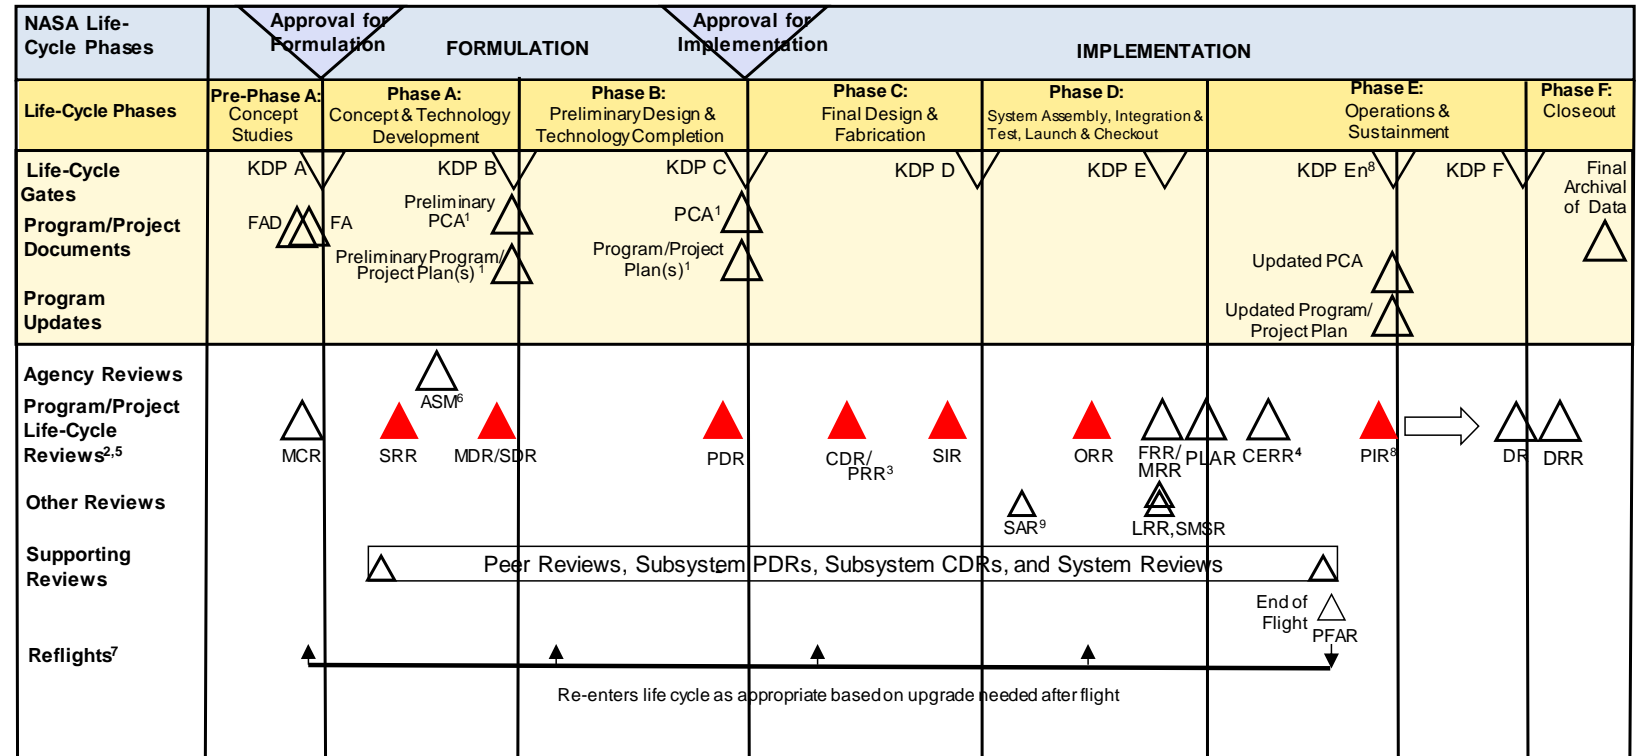 NASA Life-
Cycle Phases
Approval for
Formulation
FORMULATION
Approval for
Implementation
IMPLEMENTATION
Life-Cycle Phases
Pre-Phase A:
Concept
Studies
Phase A:
Concept & Technology
Development
Phase B:
Preliminary Design &
Technology Completion
Phase C:
Final Design &
Fabrication
Phase D:
System Assembly, Integration &
Test, Launch & Checkout
Phase E:
Operations &
Sustainment
Phase F:
Closeout
Life-Cycle
Gates
KDP A
KDP B
KDP C
KDP D
KDP E
KDP En8
KDP F
Final
Archival
of Data
Program/Project
Documents
FAD
FA
Preliminary
PCA1
Preliminary Program/
Project Plan(s) 1
PCA1
Program/Project
Plan(s)1
Updated PCA
Program
Updates
Updated Program/
Project Plan
Agency Reviews
ASM6
Program/Project
Life-Cycle
Reviews2,5
MCR
SRR
MDR/SDR
PDR
CDR/
PRR3
SIR
ORR
FRR/
MRR
PLAR
CERR4
PIR8
DR
DRR
Other Reviews
SAR9
LRR,SMSR
Supporting
Reviews
Peer Reviews, Subsystem PDRs, Subsystem CDRs, and System Reviews
End of
Flight
PFAR
Reflights7
Re-enters life cycle as appropriate based on upgrade needed after flight